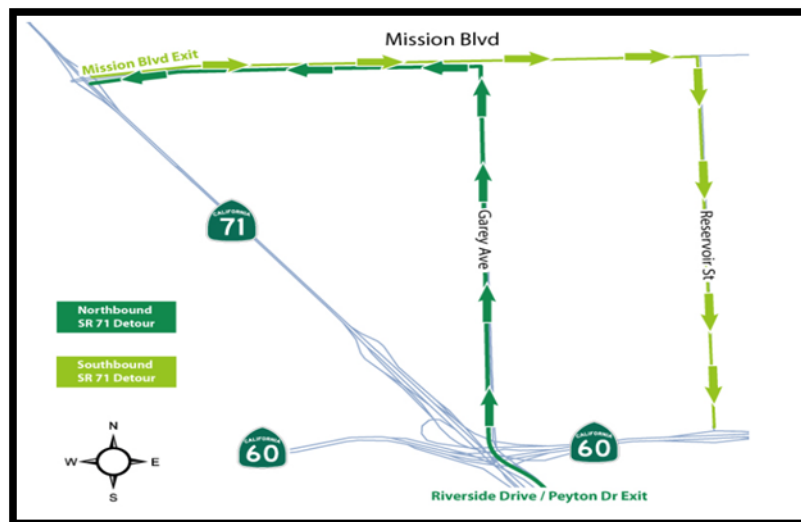 Mission Blvd
Mission Blvd Exit
CALIFORNIA
71
Garey Ave
Reservoir St
Northbound
SR 71 Detour
Southbound
SR 71 Detour
N
W E
S
CALIFORNIA
60
CALIFORNIA
60
Riverside Drive / Peyton Dr Exit